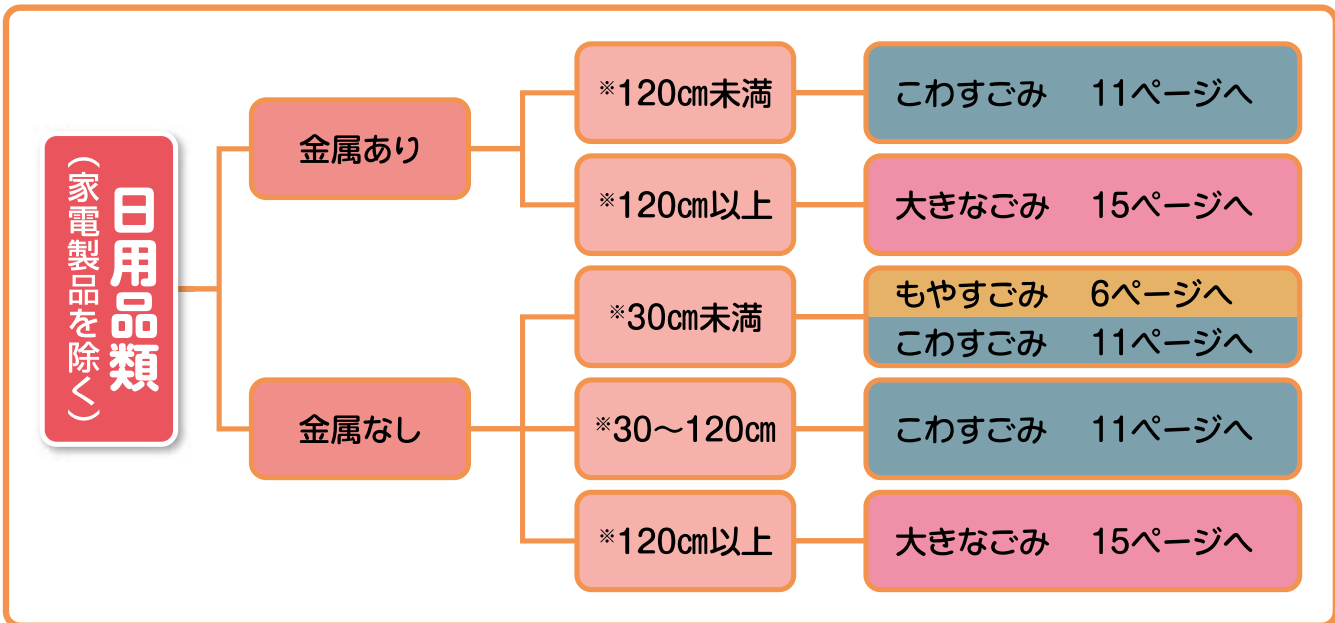 日用品類
(家電製品を除く)
金属あり
※120㎝未満
こわすごみ 11ページへ
※120㎝以上
大きなごみ 15ページへ
金属なし
※30㎝未満
もやすごみ 6ページへ
こわすごみ 11ページへ
※30～120㎝
こわすごみ 11ページへ
※120㎝以上
大きなごみ 15ページへ